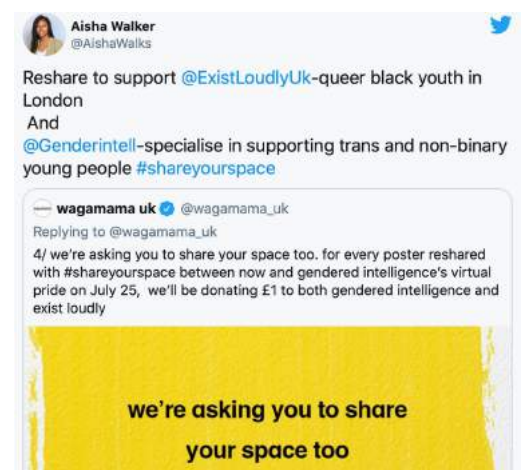 Aisha Walker
@AishaWalks
Reshare to support @ExistLoudlyUk-queer black youth in
London
And
@Genderintell-specialise in supporting trans and non-binary
young people #shareyourspace
wagamama uk @wagamama_uk
Replying to @wagamama_uk
4/ we're asking you to share your space too. for every poster reshared
with #shareyourspace between now and gendered intelligence's virtual
pride on July 25, we'll be donating £1 to both gendered intelligence and
exist loudly
we're asking you to share
your space too